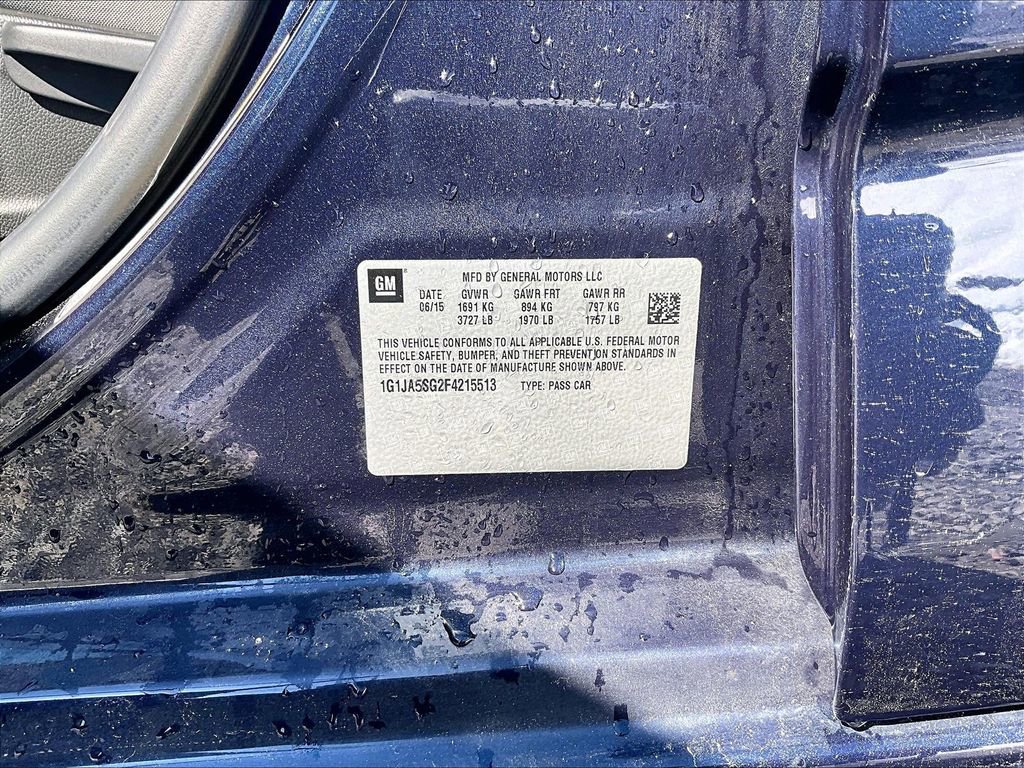 GM
MFD BY GENERAL MOTORS LLC
DATE GVWR GAWR FRT GAWR RR
06/15 1691 KG 894 KG 797 KG
3727 LB 1970 LB 1757 LB
THIS VEHICLE CONFORMS TO ALL APPLICABLE U.S. FEDERAL MOTOR
VEHICLE SAFETY, BUMPER, AND THEFT PREVENTION STANDARDS IN
EFFECT ON THE DATE OF MANUFACTURE SHOWN ABOVE.
1G1JA5SG2F4215513 TYPE: PASS CAR